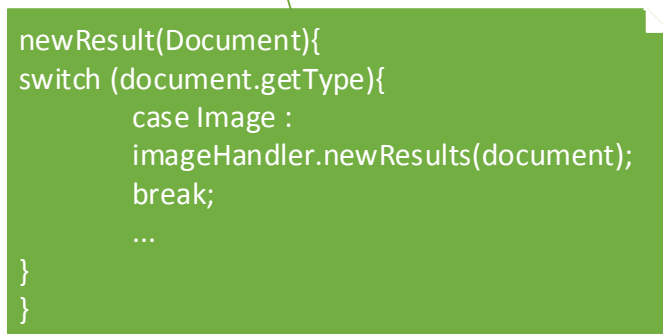 newResult(Document){
switch (document.getType){
case Image :
imageHandler.newResults(document);
break;
...
}
}